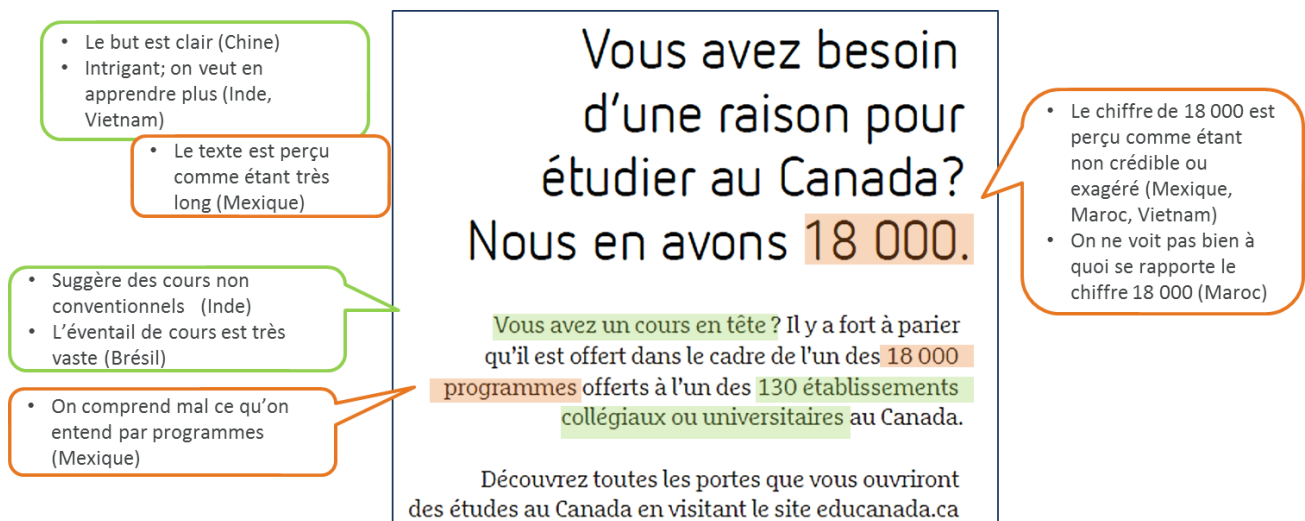 • Le but est clair (Chine)
• Intrigant; on veut en
apprendre plus (Inde,
Vietnam)
• Le texte est perçu
comme étant très
long (Mexique)
• Suggère des cours non
conventionnels (Inde)
• L’éventail de cours est très
vaste (Brésil)
• On comprend mal ce qu’on
entend par programmes
(Mexique)
Vous avez besoin
d’une raison pour
étudier au Canada?
Nous en avons 18 000.
Vous avez un cours en tête ? Il y a fort à parier
qu’il est offert dans le cadre de l’un des 18 000
programmes offerts à l’un des 130 établissements
collégiaux ou universitaires au Canada.
Découvrez toutes les portes que vous ouvriront
des études au Canada en visitant le site educanada.ca
• Le chiffre de 18 000 est
perçu comme étant
non crédible ou
exagéré (Mexique,
Maroc, Vietnam)
• On ne voit pas bien à
quoi se rapporte le
chiffre 18 000 (Maroc)